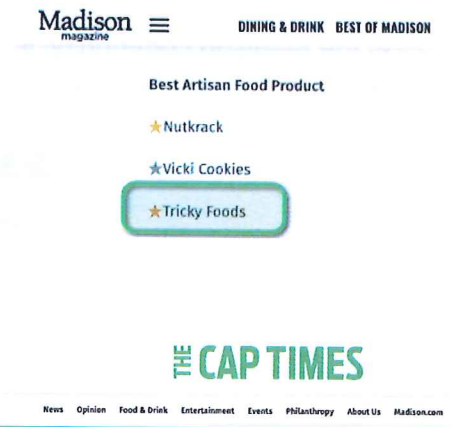 Madison
magazine
DINING & DRINK BEST OF MADISON
Best Artisan Food Product
Nutkrack
Vicki Cookies
Tricky Foods
THE CAP TIMES
News Opinion Food & Drink Entertainment Events Philanthropy About Us Madison.com